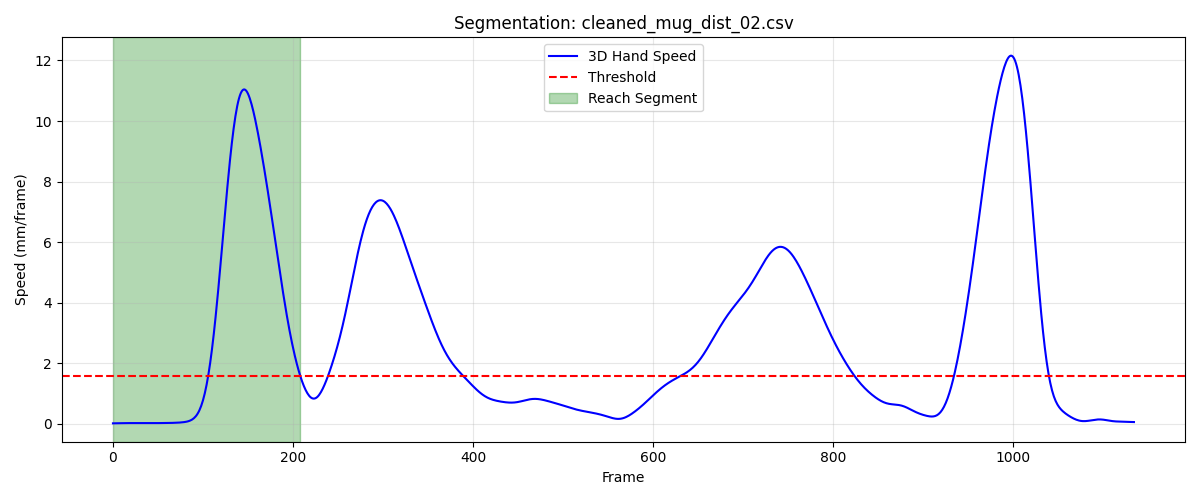 Segmentation: cleaned_mug_dist_02.csv
3D Hand Speed
Threshold
Reach Segment
Speed (mm/frame)
12
10
8
6
4
2
0
0 200 400 600 800 1000
Frame